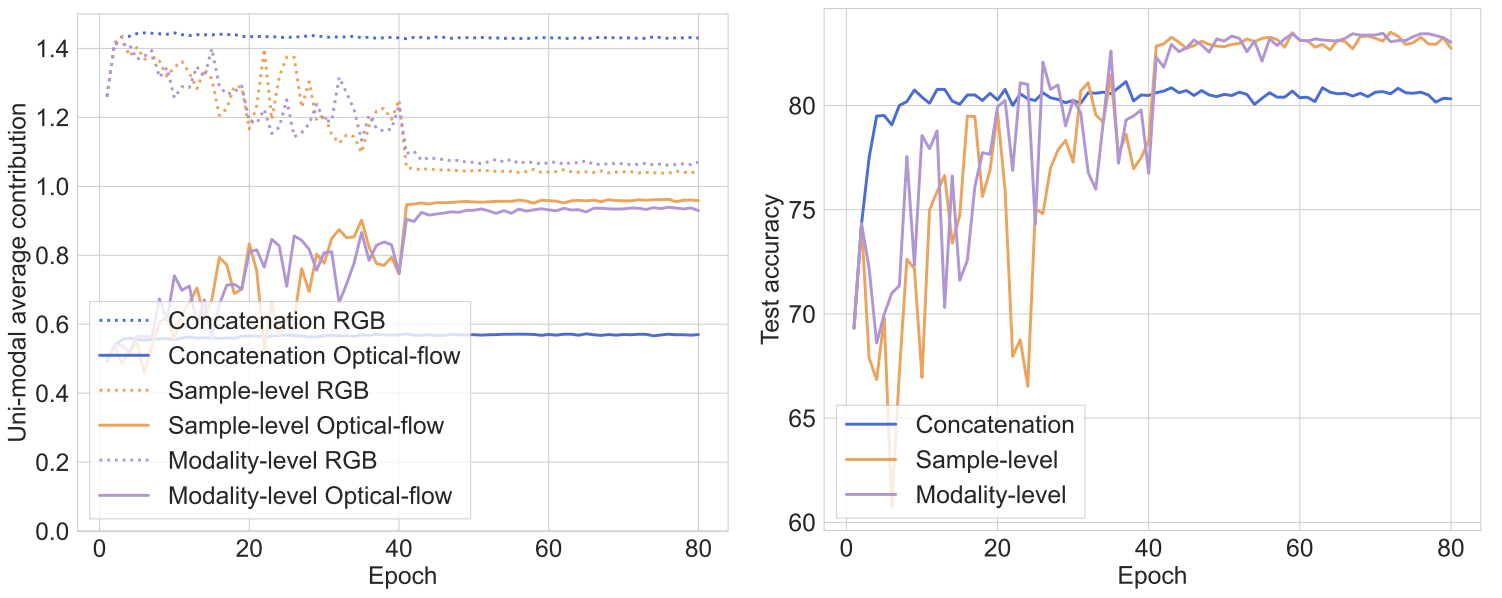 Uni-modal average contribution
1.4
1.2
1.0
0.8
0.6
0.4
0.2
0.0
Concatenation RGB
Concatenation Optical-flow
Sample-level RGB
Sample-level Optical-flow
Modality-level RGB
Modality-level Optical-flow
0 20 40 60 80
Epoch
Test accuracy
80
75
70
65
60
Concatenation
Sample-level
Modality-level
0 20 40 60 80
Epoch